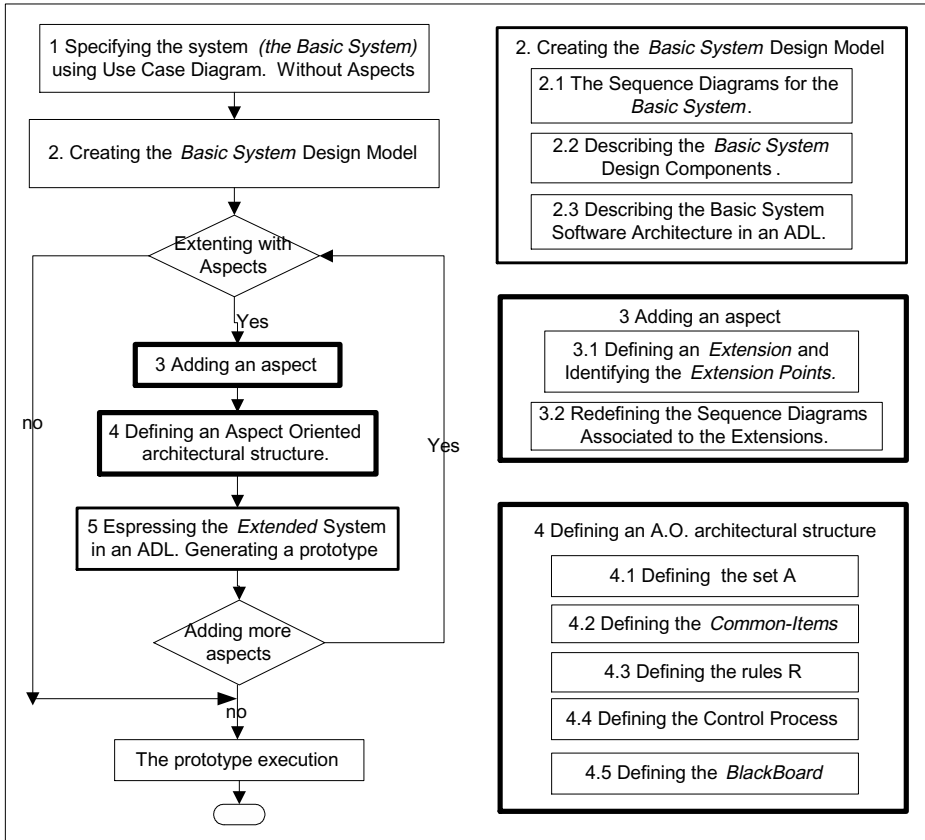 1 Specifying the system (the Basic System)
using Use Case Diagram. Without Aspects
2. Creating the Basic System Design Model
Extenting with
Aspects
Yes
3 Adding an aspect
no
4 Defining an Aspect Oriented
architectural structure.
Yes
5 Espressing the Extended System
in an ADL. Generating a prototype
Adding more
aspects
no
The prototype execution
2. Creating the Basic System Design Model
2.1 The Sequence Diagrams for the
Basic System.
2.2 Describing the Basic System
Design Components .
2.3 Describing the Basic System
Software Architecture in an ADL.
3 Adding an aspect
3.1 Defining an Extension and
Identifying the Extension Points.
3.2 Redefining the Sequence Diagrams
Associated to the Extensions.
4 Defining an A.O. architectural structure
4.1 Defining the set A
4.2 Defining the Common-Items
4.3 Defining the rules R
4.4 Defining the Control Process
4.5 Defining the BlackBoard